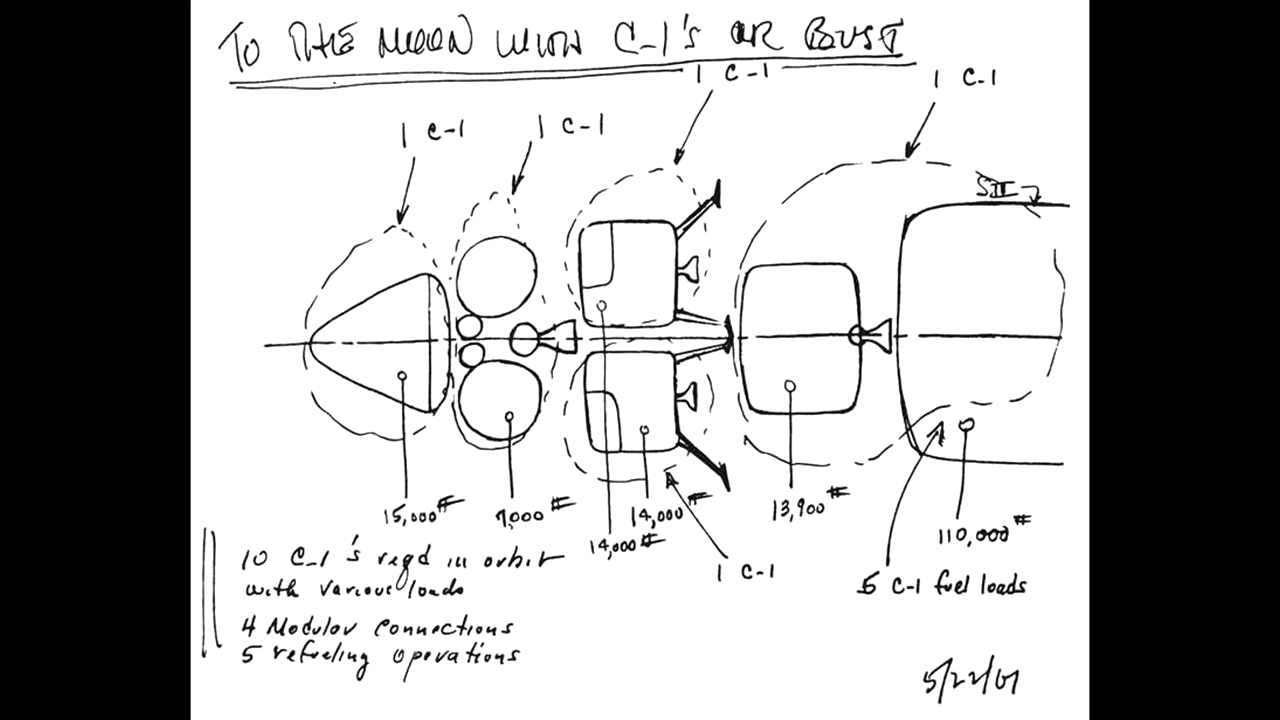 TO THE MOON WITH C-1's OR BUST
1 C-1
1 C-1
1 C-1
1 C-1
SII
15,000#
7,000#
14,000#
14,000#
13,900#
110,000#
1 C-1
5 C-1 fuel loads
10 C-1's reqd in orbit
with various loads
4 Modular connections
5 refueling operations
5/22/61